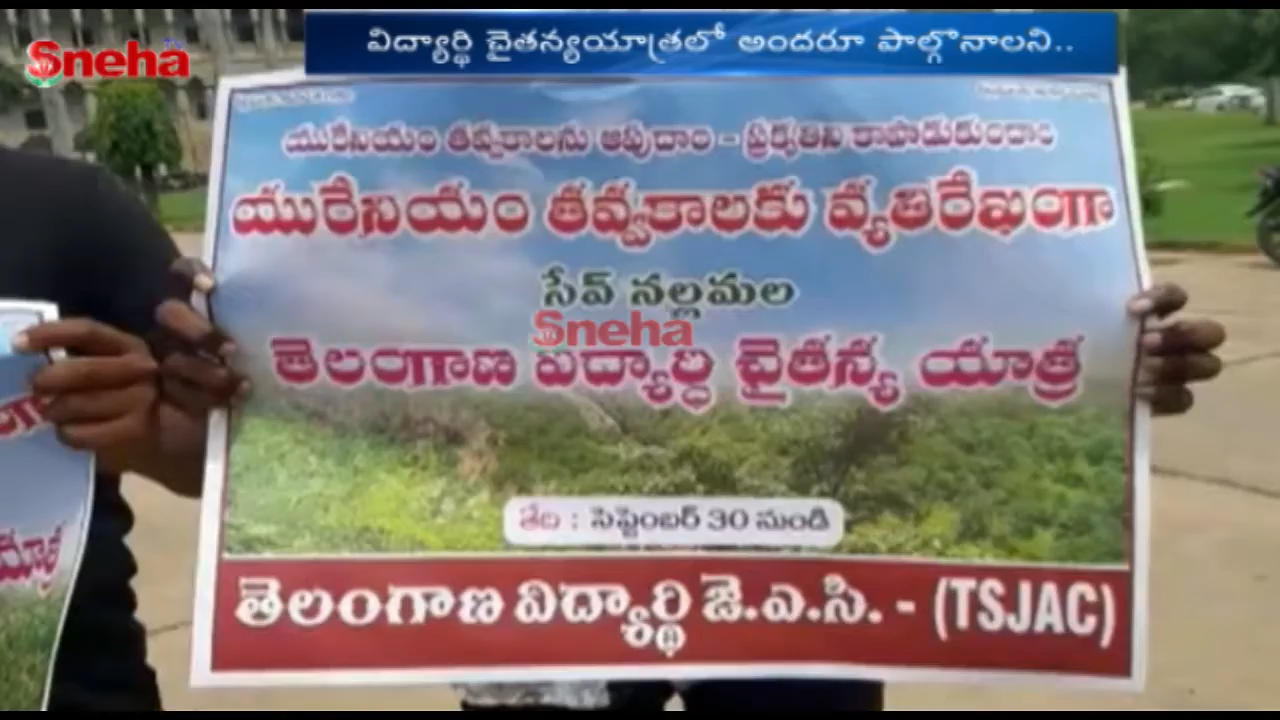 విద్యార్థి చైతన్యయాత్రలో అందరూ పాల్గొనాలని..
Sneha TV
యురేనియం తవ్వకాలను ఆపుదాం - ప్రకృతిని కాపాడుకుందాం
యురేనియం తవ్వకాలకు వ్యతిరేఖంగా
సేవ్ నల్లమల
Sneha
తెలంగాణ విద్యార్థి చైతన్య యాత్ర
తేది : సెప్టెంబర్ 30 నుండి
తెలంగాణ విద్యార్థి జె.ఎ.సి. - (TSJAC)